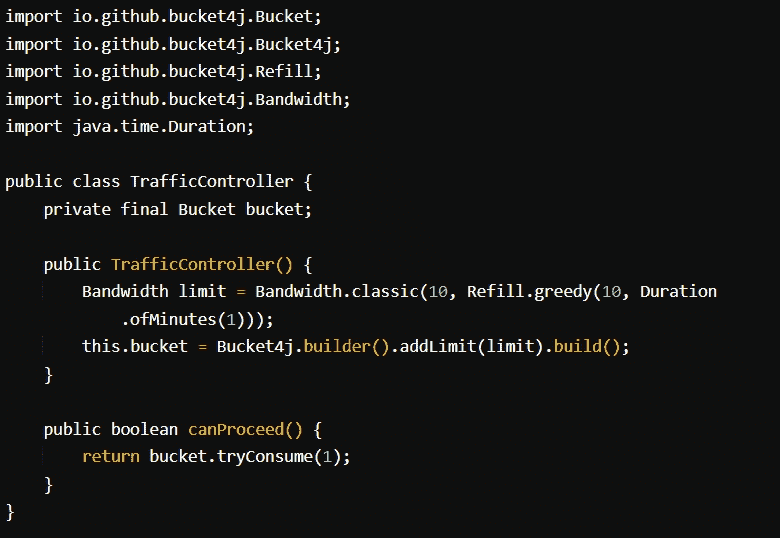 import io.github.bucket4j.Bucket;
import io.github.bucket4j.Bucket4j;
import io.github.bucket4j.Refill;
import io.github.bucket4j.Bandwidth;
import java.time.Duration;

public class TrafficController {
    private final Bucket bucket;

    public TrafficController() {
        Bandwidth limit = Bandwidth.classic(10, Refill.greedy(10, Duration
            .ofMinutes(1)));
        this.bucket = Bucket4j.builder().addLimit(limit).build();
    }

    public boolean canProceed() {
        return bucket.tryConsume(1);
    }
}